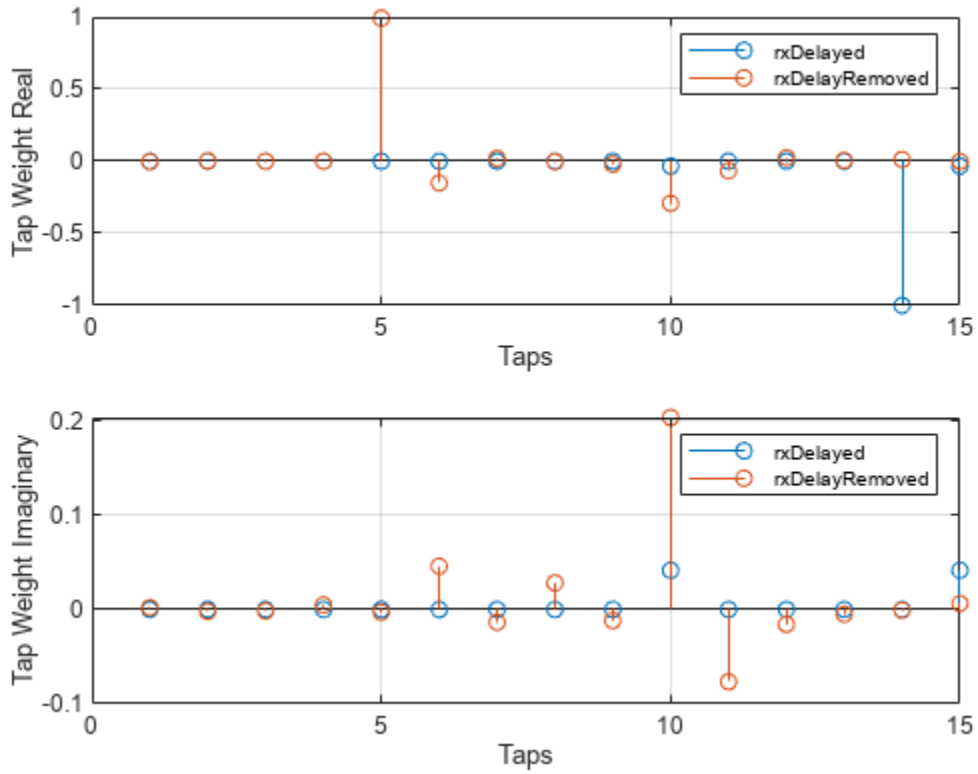 1
0.5
0
-0.5
-1
Tap Weight Real
rxDelayed
rxDelayRemoved
0
5
10
15
Taps
0.2
0.1
0
-0.1
Tap Weight Imaginary
rxDelayed
rxDelayRemoved
0
5
10
15
Taps